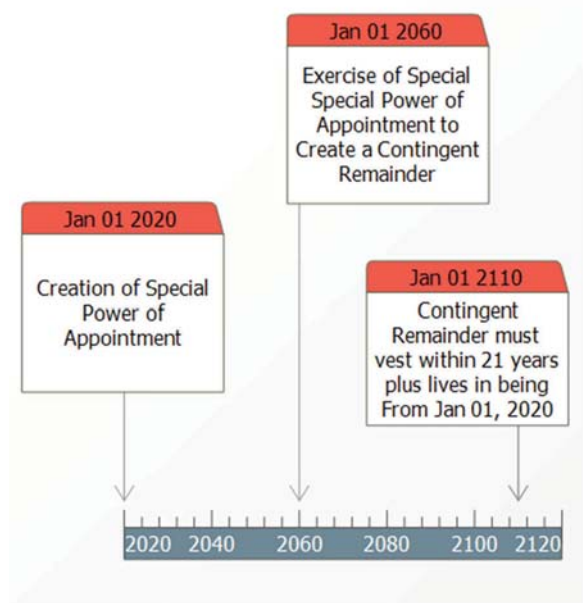 Jan 01 2060
Exercise of Special
Special Power of
Appointment to
Create a Contingent
Remainder
Jan 01 2020
Creation of Special
Power of
Appointment
Jan 01 2110
Contingent
Remainder must
vest within 21 years
plus lives in being
From Jan 01, 2020
2020 2040 2060 2080 2100 2120